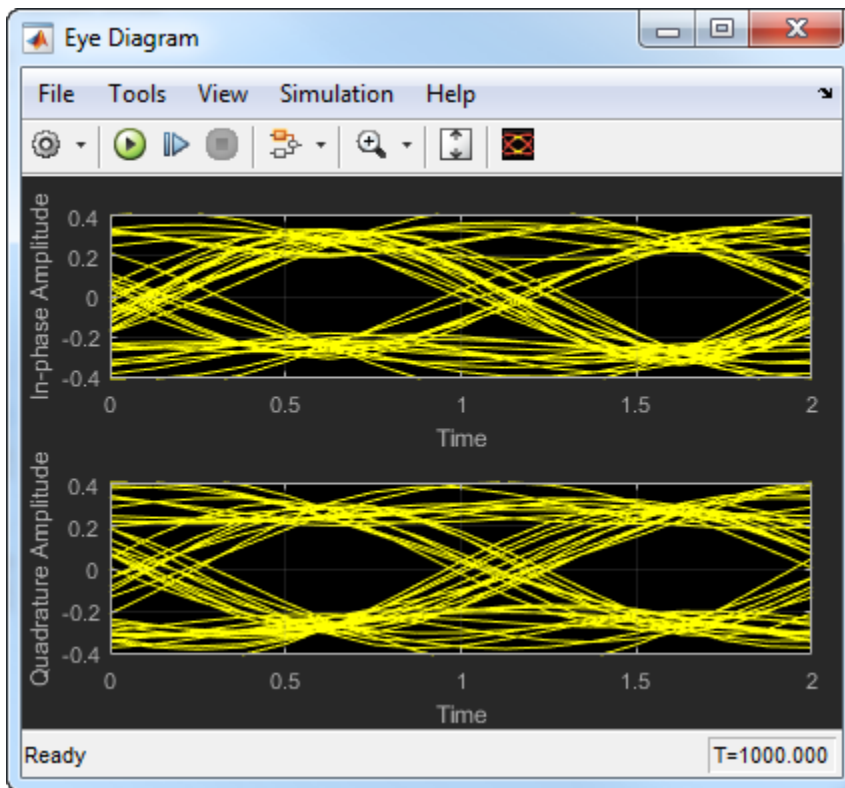 Eye Diagram
File Tools View Simulation Help
In-phase Amplitude
0.4
0.2
0
-0.2
-0.4
0 0.5 1 1.5 2
Time
Quadrature Amplitude
0.4
0.2
0
-0.2
-0.4
0 0.5 1 1.5 2
Time
Ready T=1000.000